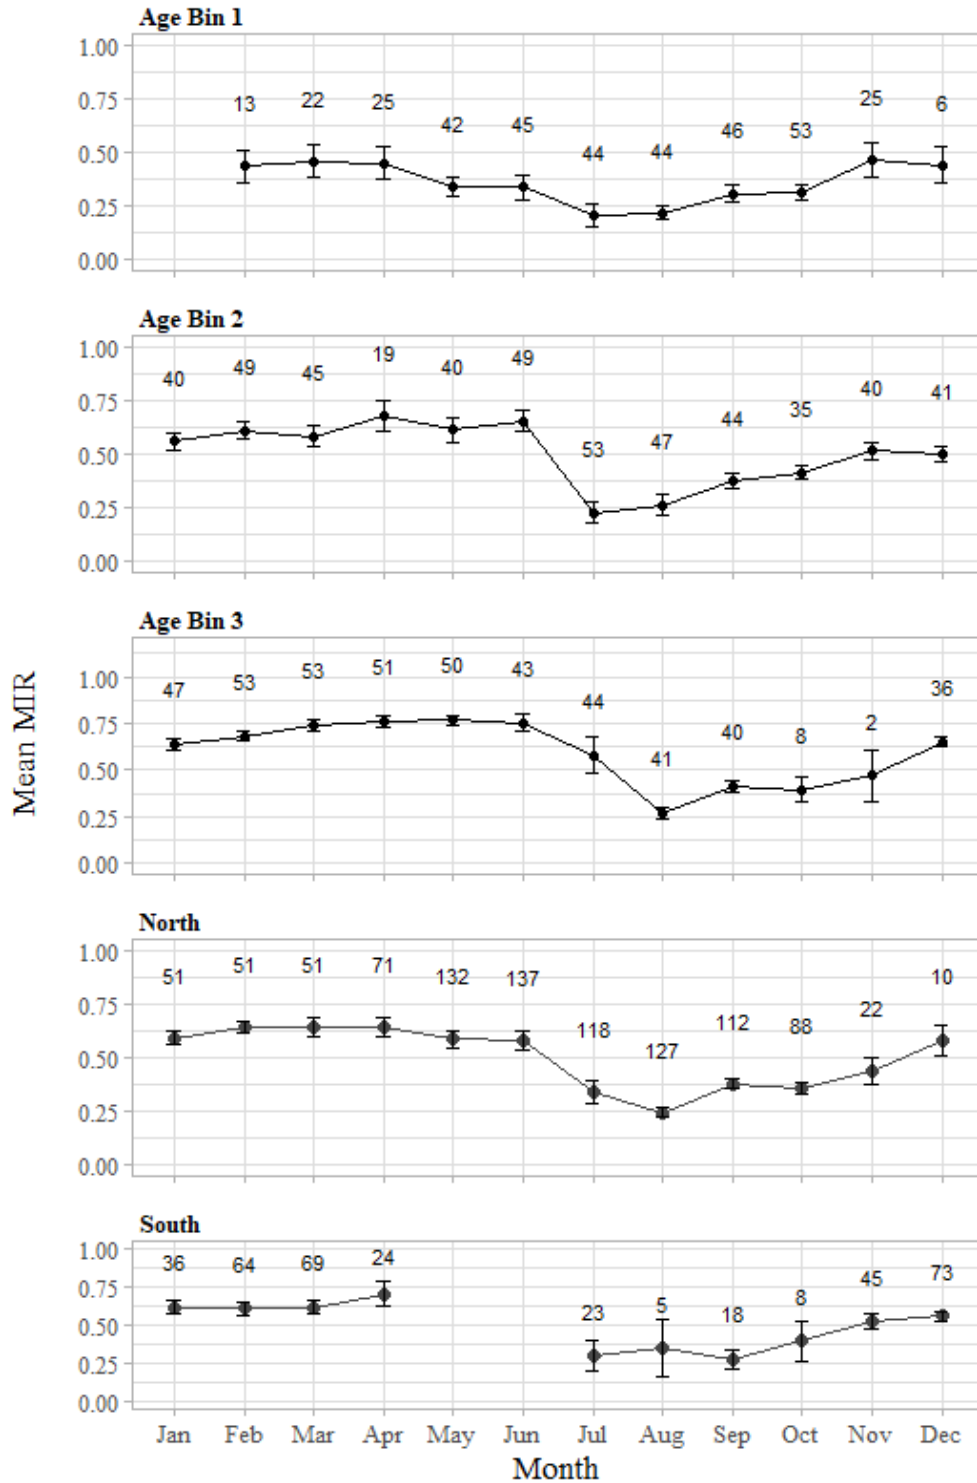 Age Bin 1
1.00
0.75
0.50
0.25
0.00
13 22 25 42 45 44 44 46 53 25 6
Age Bin 2
1.00
0.75
0.50
0.25
0.00
40 49 45 19 40 49 53 47 44 35 40 41
Age Bin 3
1.00
0.75
0.50
0.25
0.00
47 53 53 51 50 43 44 41 40 8 2 36
Mean MIR
North
1.00
0.75
0.50
0.25
0.00
51 51 51 71 132 137 118 127 112 88 22 10
South
1.00
0.75
0.50
0.25
0.00
36 64 69 24 23 5 18 8 45 73
Jan Feb Mar Apr May Jun Jul Aug Sep Oct Nov Dec
Month